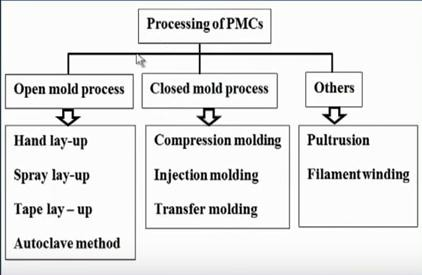 Processing of PMCs
Open mold process
Closed mold process
Others
Hand lay-up
Spray lay-up
Tape lay – up
Autoclave method
Compression molding
Injection molding
Transfer molding
Pultrusion
Filament winding